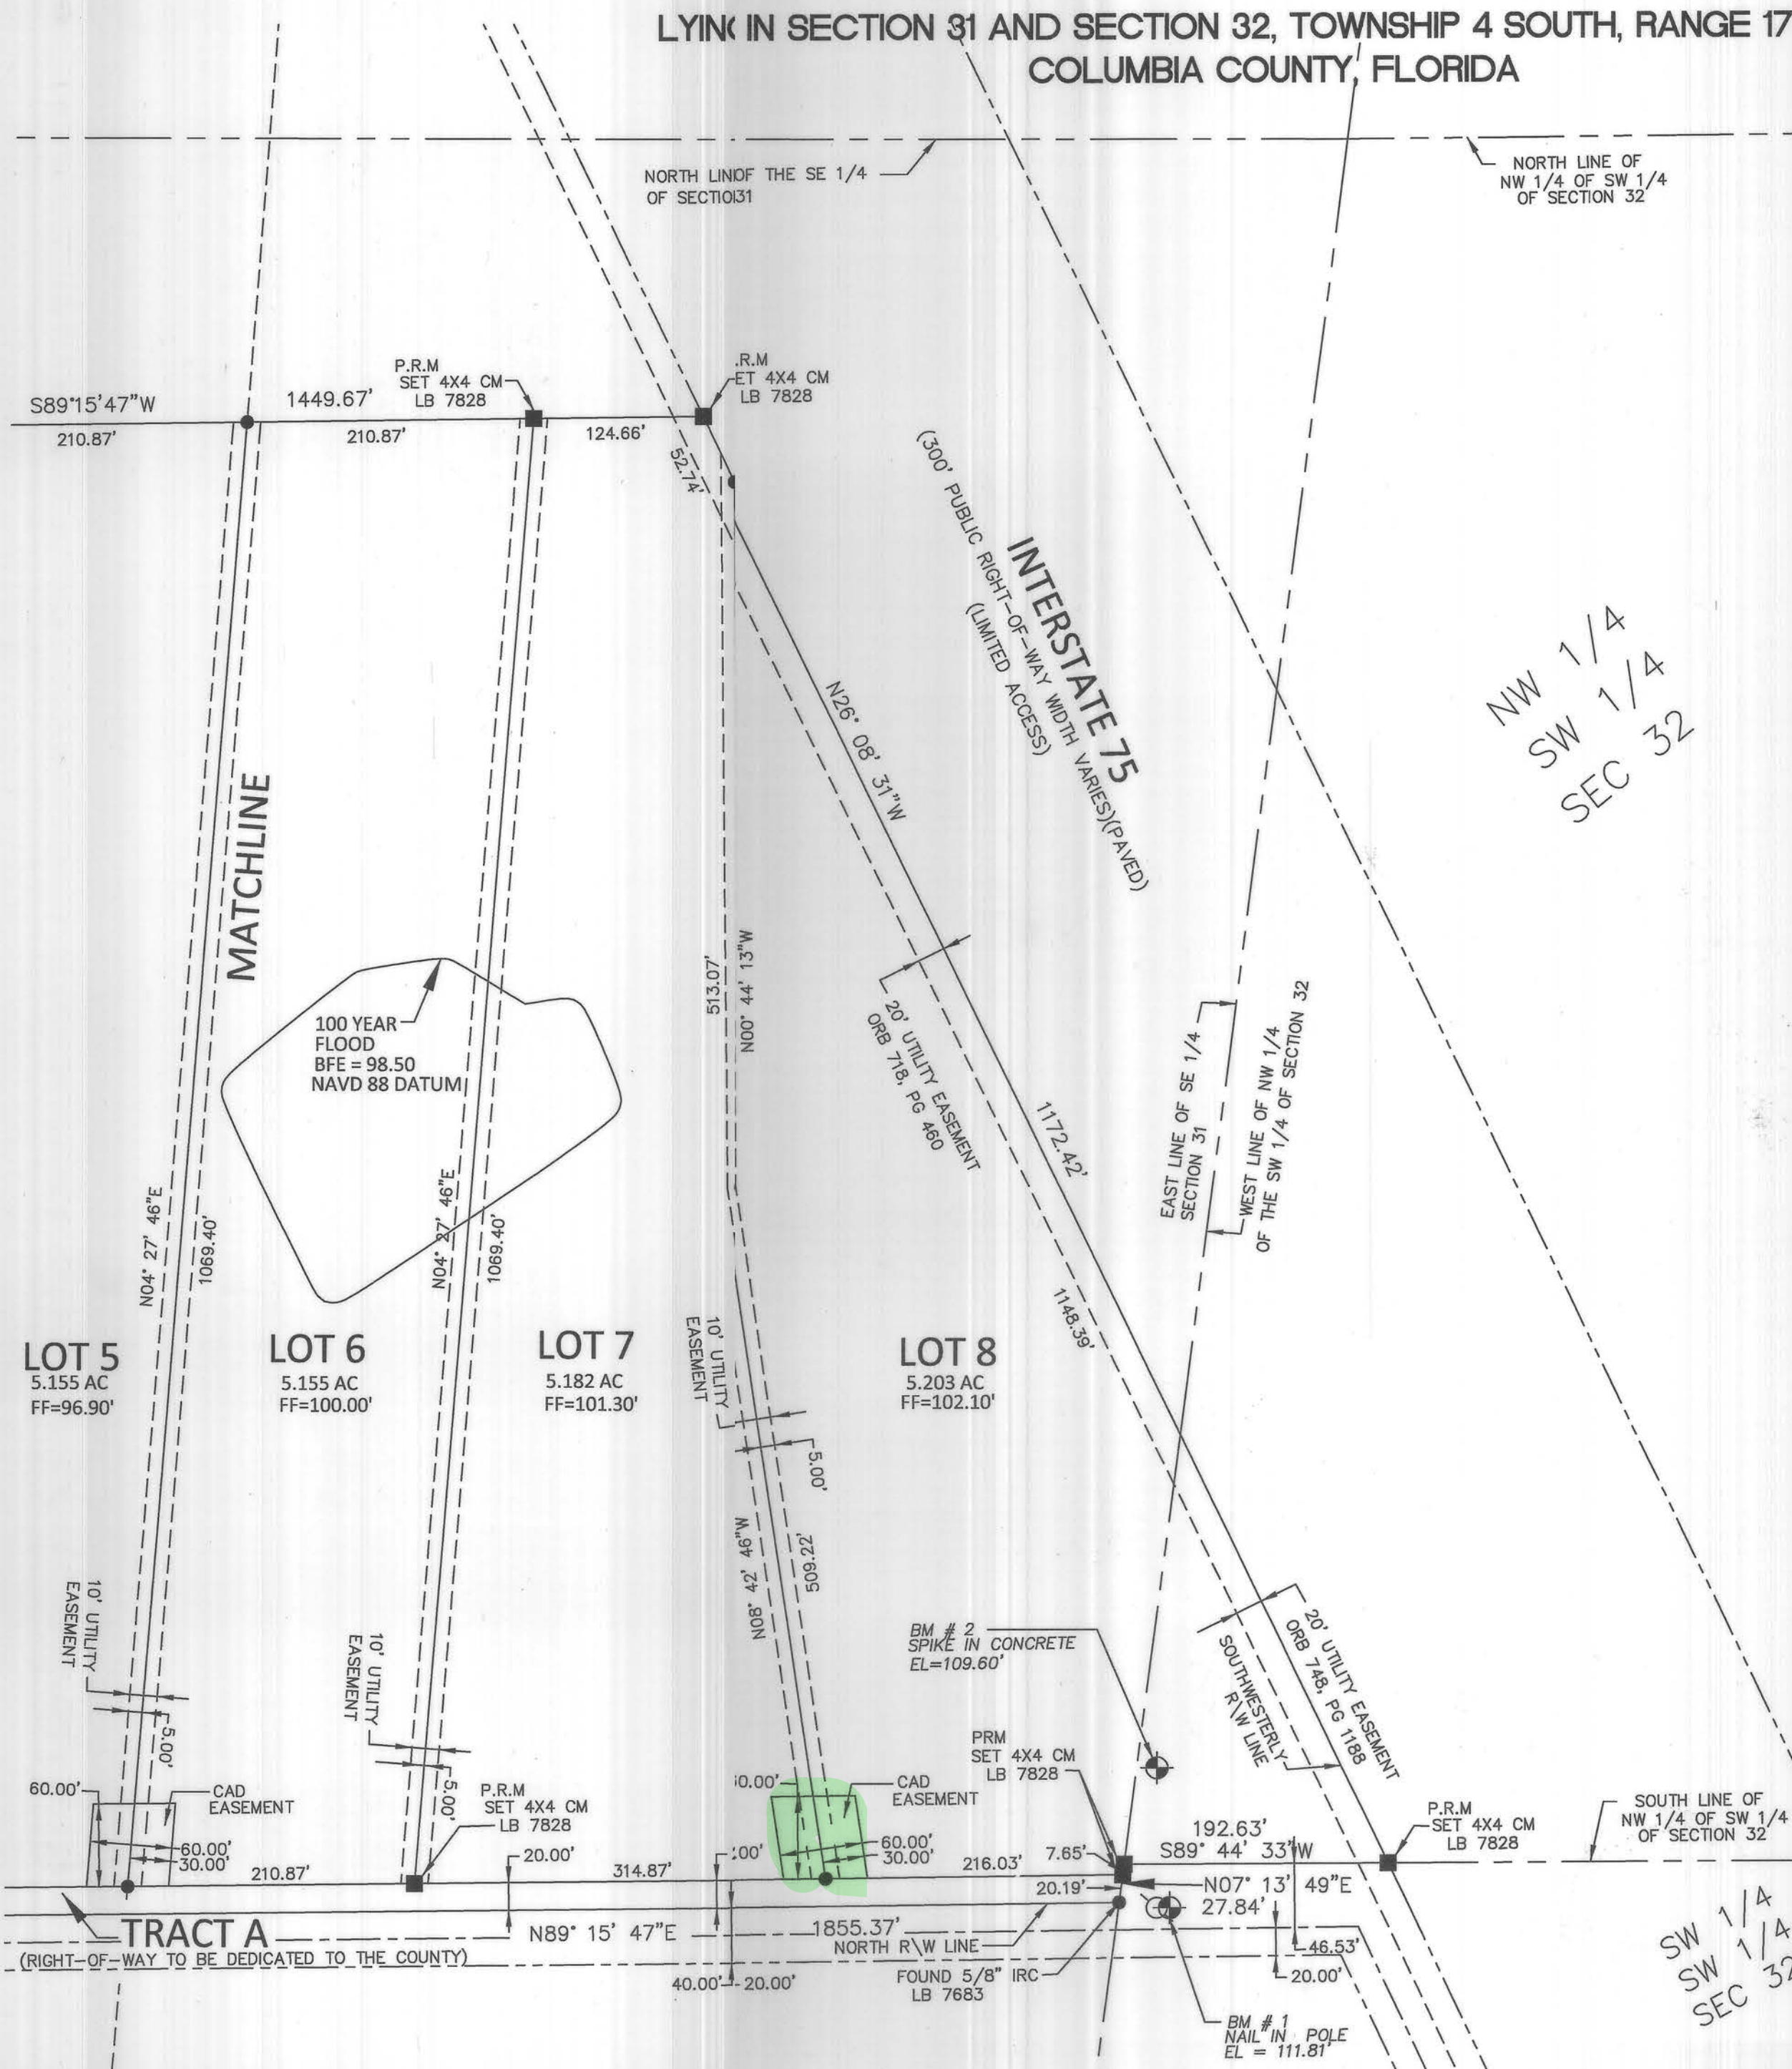 LYIN IN SECTION 31 AND SECTION 32, TOWNSHIP 4 SOUTH, RANGE 17
COLUMBIA COUNTY, FLORIDA
NORTH LINOF THE SE 1/4
OF SECTIO31
NORTH LINE OF
NW 1/4 OF SW 1/4
OF SECTION 32
P.R.M
SET 4X4 CM
LB 7828
.R.M
ET 4X4 CM
LB 7828
S89°15'47"W
1449.67'
210.87'
210.87'
124.66'
52.74'
INTERSTATE 75
(300' PUBLIC RIGHT-OF-WAY WIDTH VARIES)(PAVED)
(LIMITED ACCESS)
NW 1/4
SW 1/4
SEC 32
N26° 08' 31"W
MATCHLINE
513.07'
N00° 44' 13"W
100 YEAR
FLOOD
BFE = 98.50
NAVD 88 DATUM
20' UTILITY EASEMENT
ORB 718, PG 460
1172.42'
1148.39'
EAST LINE OF SE 1/4
SECTION 31
WEST LINE OF NW 1/4
OF THE SW 1/4 OF SECTION 32
N04° 27' 46"E
1069.40'
N04° 27' 46"E
1069.40'
LOT 5
5.155 AC
FF=96.90'
LOT 6
5.155 AC
FF=100.00'
LOT 7
5.182 AC
FF=101.30'
10' UTILITY
EASEMENT
LOT 8
5.203 AC
FF=102.10'
5.00'
N08° 42' 46"W
509.22'
10' UTILITY
EASEMENT
5.00'
10' UTILITY
EASEMENT
5.00'
BM # 2
SPIKE IN CONCRETE
EL=109.60'
20' UTILITY EASEMENT
ORB 748, PG 1188
SOUTHWESTERLY
R\W LINE
PRM
SET 4X4 CM
LB 7828
60.00'
CAD
EASEMENT
60.00'
30.00'
P.R.M
SET 4X4 CM
LB 7828
0.00'
CAD
EASEMENT
60.00'
30.00'
192.63'
S89° 44' 33"W
P.R.M
SET 4X4 CM
LB 7828
SOUTH LINE OF
NW 1/4 OF SW 1/4
OF SECTION 32
210.87'
20.00'
314.87'
:00'
216.03'
7.65'
20.19'
N07° 13' 49"E
27.84'
TRACT A
(RIGHT-OF-WAY TO BE DEDICATED TO THE COUNTY)
N89° 15' 47"E
1855.37'
NORTH R\W LINE
46.53'
20.00'
40.00'
20.00'
FOUND 5/8" IRC
LB 7683
BM # 1
NAIL IN POLE
EL = 111.81'
SW 1/4
SW 1/4
SEC 32